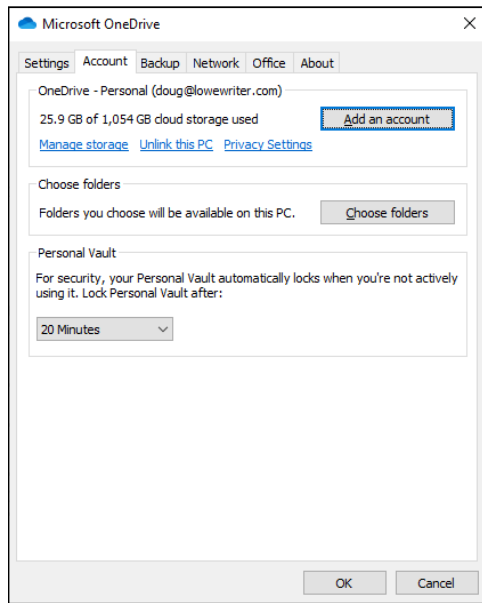 Microsoft OneDrive
Settings Account Backup Network Office About
OneDrive - Personal (doug@lowewriter.com)
25.9 GB of 1,054 GB cloud storage used Add an account
Manage storage Unlink this PC Privacy Settings
Choose folders
Folders you choose will be available on this PC. Choose folders
Personal Vault
For security, your Personal Vault automatically locks when you're not actively
using it. Lock Personal Vault after:
20 Minutes
OK Cancel